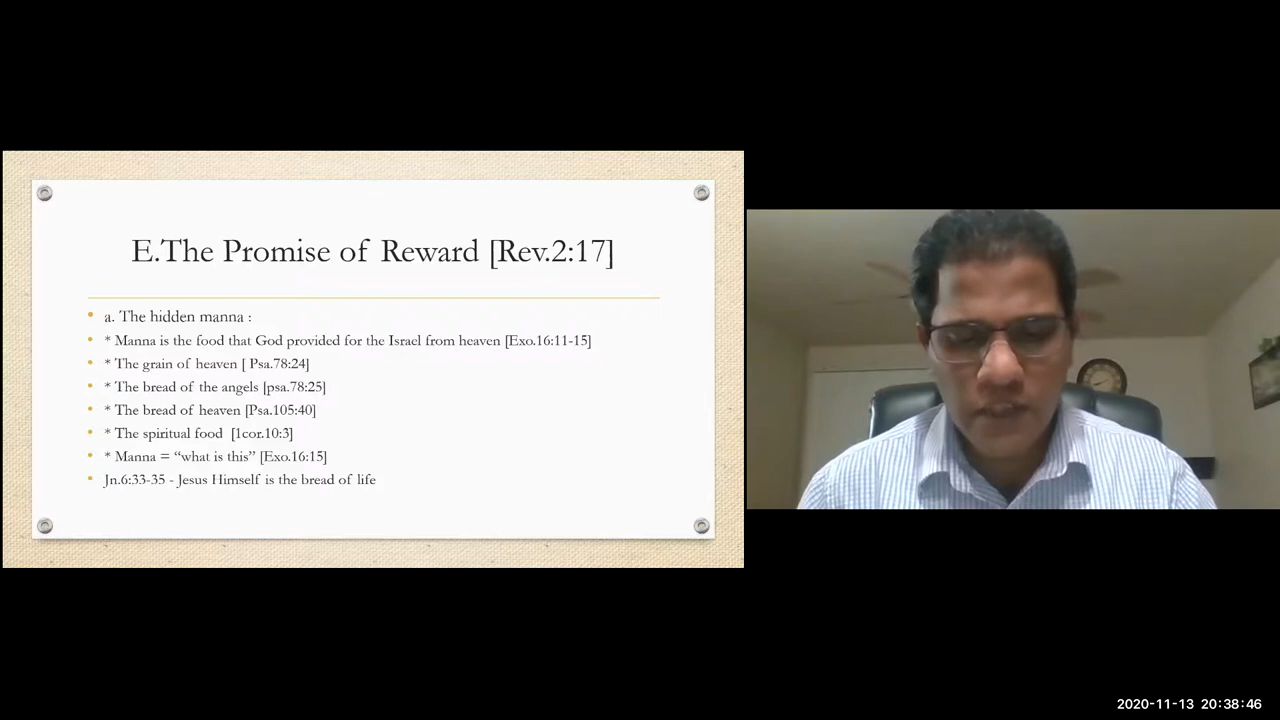 E.The Promise of Reward [Rev.2:17]
a. The hidden manna :
* Manna is the food that God provided for the Israel from heaven [Exo.16:11-15]
* The grain of heaven [ Psa.78:24]
* The bread of the angels [psa.78:25]
* The bread of heaven [Psa.105:40]
* The spiritual food [1cor.10:3]
* Manna = “what is this” [Exo.16:15]
Jn.6:33-35 - Jesus Himself is the bread of life
2020-11-13 20:38:46